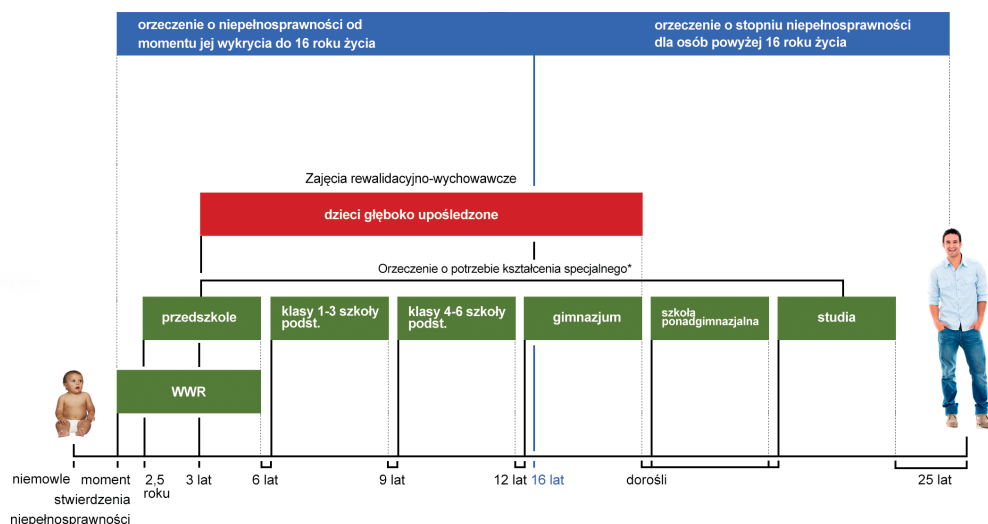 orzeczenie o niepełnosprawności od
momentu jej wykrycia do 16 roku życia
orzeczenie o stopniu niepełnosprawności
dla osób powyżej 16 roku życia
Zajęcia rewalidacyjno-wychowawcze
dzieci głęboko upośledzone
Orzeczenie o potrzebie kształcenia specjalnego*
przedszkole
klasy 1-3 szkoły
podst.
klasy 4-6 szkoły
podst.
gimnazjum
szkołą
ponadgimnazjalna
studia
WWR
niemowle
moment
stwierdzenia
niepełnosprawności
2,5
roku
3 lat
6 lat
9 lat
12 lat
16 lat
dorośli
25 lat